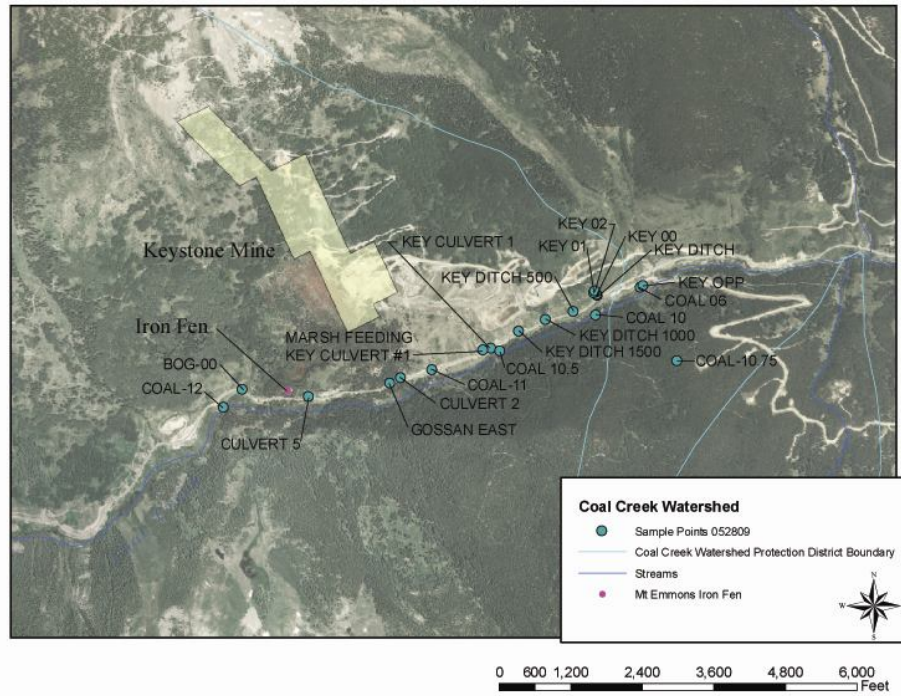 KEY 02
KEY CULVERT 1
KEY 00
KEY 01
KEY DITCH
Keystone Mine
KEY DITCH 500
KEY OPP
COAL 06
COAL 10
Iron Fen
MARSH FEEDING
KEY CULVERT #1
KEY DITCH 1000
KEY DITCH 1500
COAL 10.5
COAL-10.75
BOG-00
COAL-11
COAL-12
CULVERT 2
GOSSAN EAST
CULVERT 5
Coal Creek Watershed
Sample Points 052809
Coal Creek Watershed Protection District Boundary
Streams
Mt Emmons Iron Fen
N
W
E
S
0 600 1,200 2,400 3,600 4,800 6,000
Feet